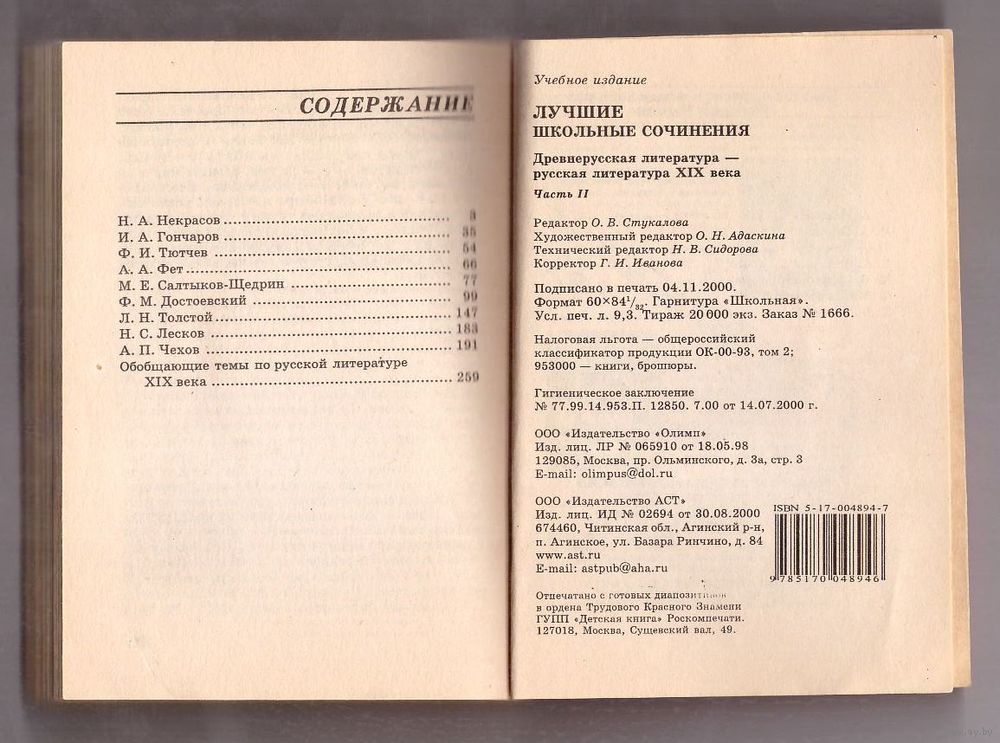 СОДЕРЖАНИЕ
Н. А. Некрасов 3
И. А. Гончаров 35
Ф. И. Тютчев 54
А. А. Фет 66
М. Е. Салтыков-Щедрин 77
Ф. М. Достоевский 99
Л. Н. Толстой 147
Н. С. Лесков 183
А. П. Чехов 191
Обобщающие темы по русской литературе
XIX века 259
Учебное издание
ЛУЧШИЕ
ШКОЛЬНЫЕ СОЧИНЕНИЯ
Древнерусская литература —
русская литература XIX века
Часть II
Редактор О. В. Стукалова
Художественный редактор О. Н. Адаскина
Технический редактор Н. В. Сидорова
Корректор Г. И. Иванова
Подписано в печать 04.11.2000.
Формат 60×84 1/32. Гарнитура «Школьная».
Усл. печ. л. 9,3. Тираж 20 000 экз. Заказ № 1666.
Налоговая льгота — общероссийский
классификатор продукции ОК-00-93, том 2;
953000 — книги, брошюры.
Гигиеническое заключение
№ 77.99.14.953.П. 12850. 7.00 от 14.07.2000 г.
ООО «Издательство «Олимп»
Изд. лиц. ЛР № 065910 от 18.05.98
129085, Москва, пр. Ольминского, д. 3а, стр. 3
E-mail: olimpus@dol.ru
ООО «Издательство АСТ»
Изд. лиц. ИД № 02694 от 30.08.2000
674460, Читинская обл., Агинский р-н,
п. Агинское, ул. Базара Ринчино, д. 84
www.ast.ru
E-mail: astpub@aha.ru
ISBN 5-17-004894-7
9 785170 048946
Отпечатано с готовых диапозитивов
в ордена Трудового Красного Знамени
ГУПП «Детская книга» Роскомпечати.
127018, Москва, Сущевский вал, 49.